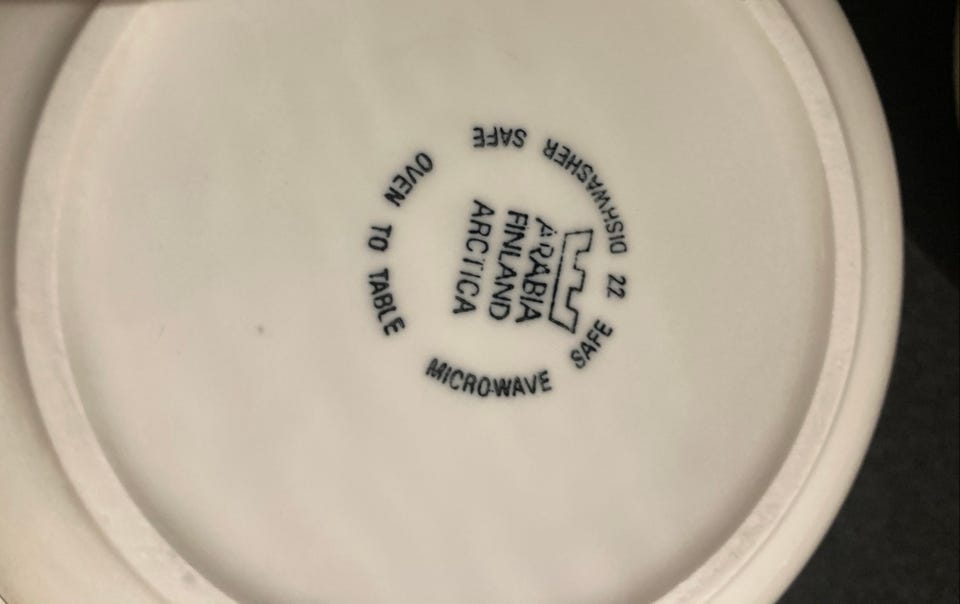 ARABIA
FINLAND
ARCTICA
22 DISHWASHER SAFE OVEN TO TABLE MICROWAVE SAFE